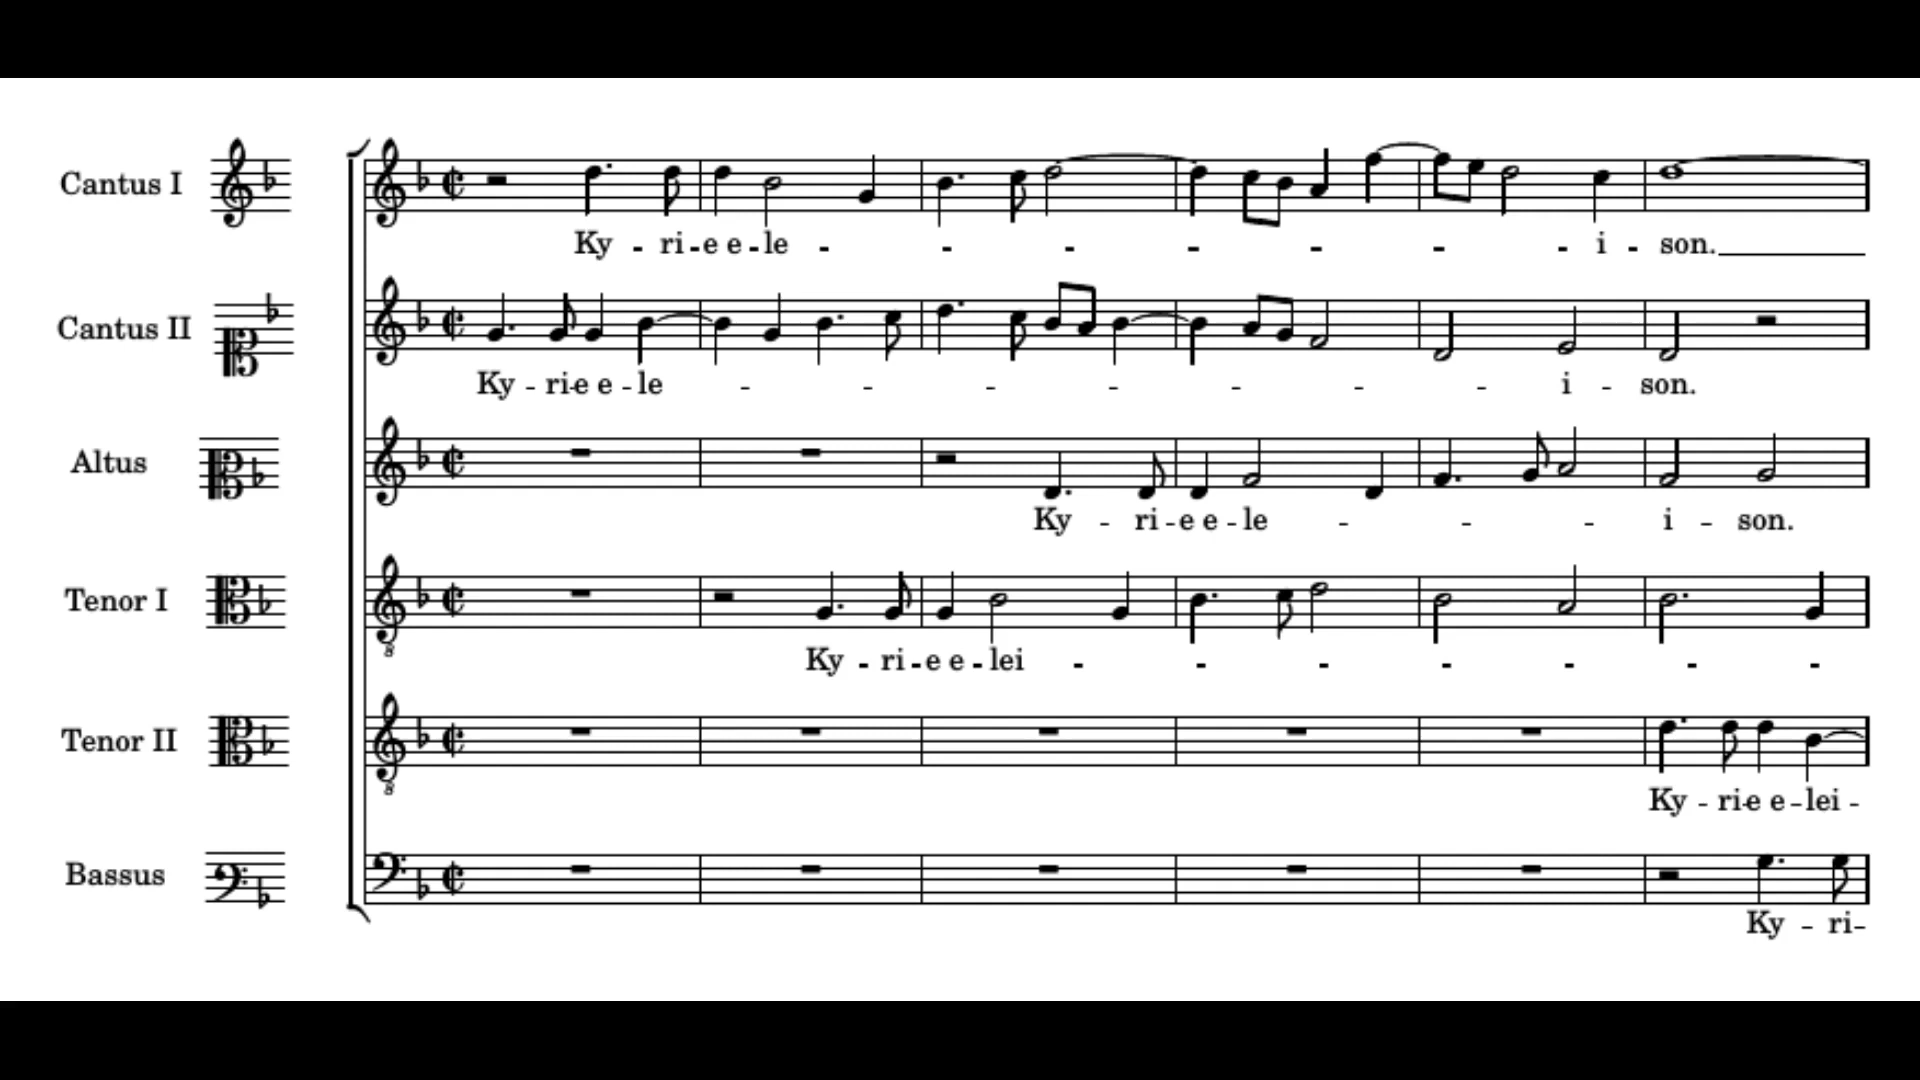 Cantus I
Ky - ri - e e - le - - - - - - - i - son.
Cantus II
Ky - ri - e e - le - - - - - - - i - son.
Altus
Ky - ri - e e - le - - - i - son.
Tenor I
Ky - ri - e e - lei - - - - - - -
Tenor II
Ky - ri - e e - lei -
Bassus
Ky - ri -